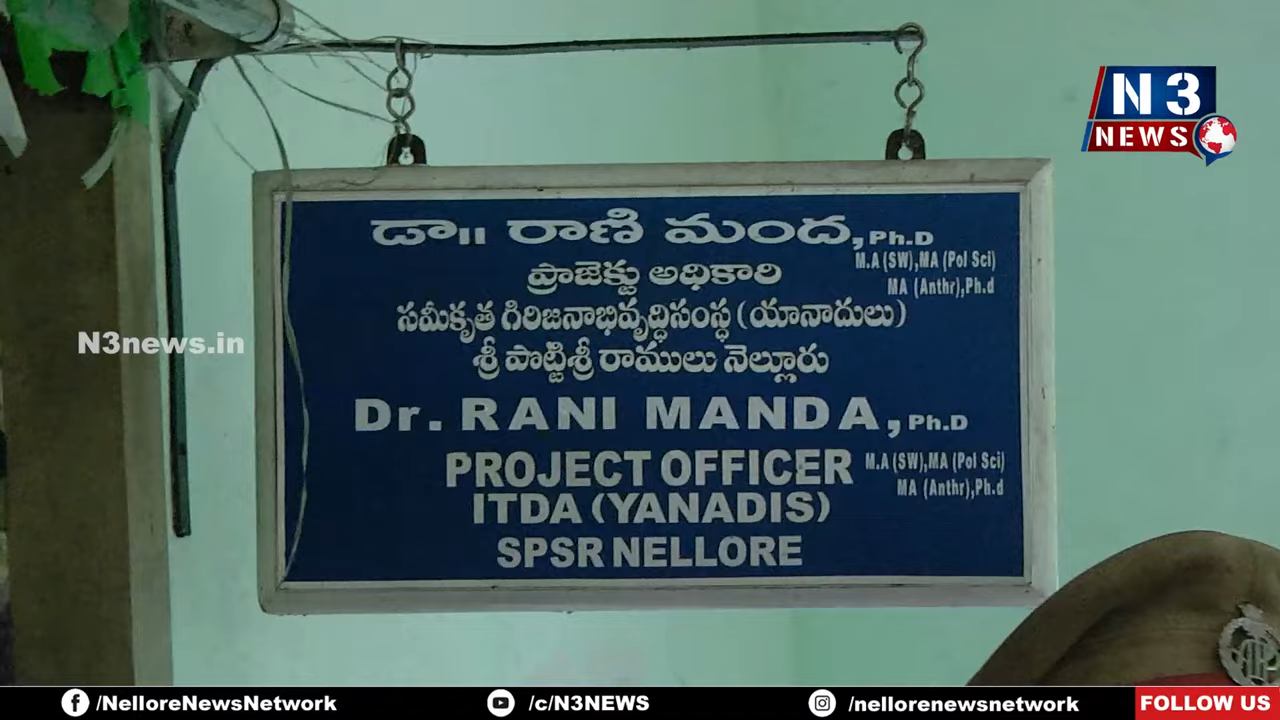 N3
NEWS
డా॥ రాణి మంద, Ph.D
M.A (SW),MA (Pol Sci)
MA (Anthr),Ph.d
ప్రాజెక్టు అధికారి
సమీకృత గిరిజనాభివృద్ధిసంస్థ (యానాదులు)
శ్రీ పొట్టిశ్రీ రాములు నెల్లూరు
N3news.in
Dr. RANI MANDA, Ph.D
PROJECT OFFICER
M.A (SW),MA (Pol Sci)
MA (Anthr),Ph.d
ITDA (YANADIS)
SPSR NELLORE
/NelloreNewsNetwork
/c/N3NEWS
/nellorenewsnetwork
FOLLOW US